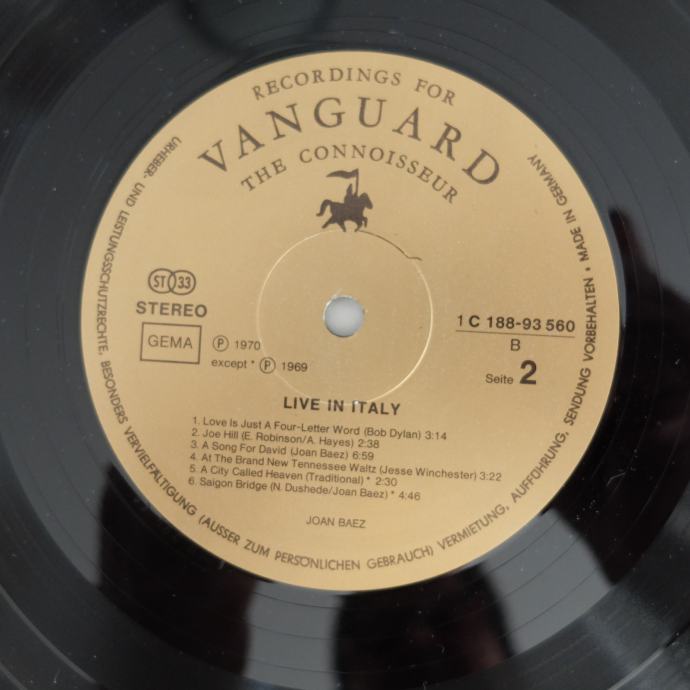 RECORDINGS FOR
VANGUARD
THE CONNOISSEUR
ST 33
STEREO
GEMA
Ⓟ 1970
except * Ⓟ 1969
1 C 188-93 560
B
Seite 2
LIVE IN ITALY
1. Love Is Just A Four-Letter Word (Bob Dylan) 3:14
2. Joe Hill (E. Robinson/A. Hayes) 2:38
3. A Song For David (Joan Baez) 6:59
4. At The Brand New Tennessee Waltz (Jesse Winchester) 3:22
5. A City Called Heaven (Traditional) * 2:30
6. Saigon Bridge (N. Dushede/Joan Baez) * 4:46
JOAN BAEZ
URHEBER- UND LEISTUNGSSCHUTZRECHTE, BESONDERS VERVIELFÄLTIGUNG (AUSSER ZUM PERSÖNLICHEN GEBRAUCH) VERMIETUNG, AUFFÜHRUNG, SENDUNG VORBEHALTEN • MADE IN GERMANY